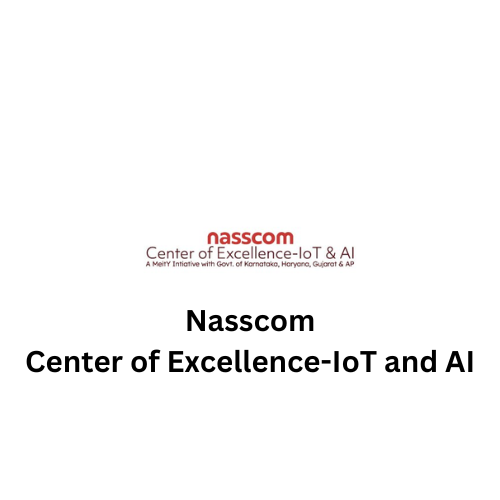 nasscom
Center of Excellence-IoT & AI
A MeitY Intiative with Govt. of Karnataka, Haryana, Gujarat & AP
Nasscom
Center of Excellence-IoT and AI